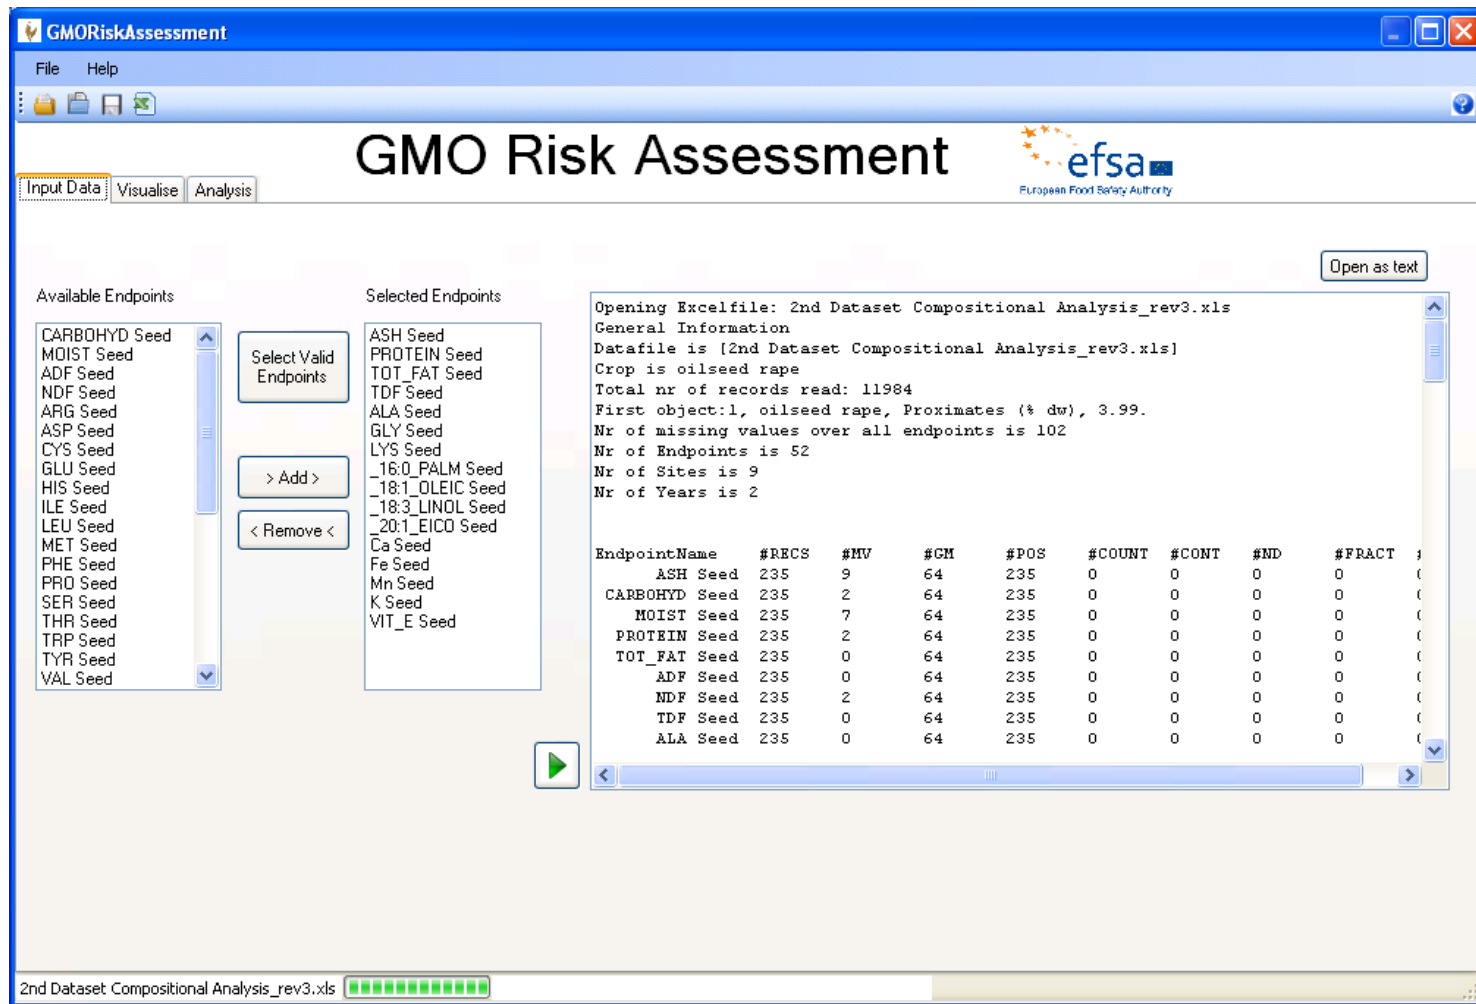 GMORiskAssessment
File Help
GMO Risk Assessment
efsa
European Food Safety Authority
Input Data Visualise Analysis
Open as text
Available Endpoints
CARBOHYD Seed
MOIST Seed
ADF Seed
NDF Seed
ARG Seed
ASP Seed
CYS Seed
GLU Seed
HIS Seed
ILE Seed
LEU Seed
MET Seed
PHE Seed
PRO Seed
SER Seed
THR Seed
TRP Seed
TYR Seed
VAL Seed
Select Valid
Endpoints
> Add >
< Remove <
Selected Endpoints
ASH Seed
PROTEIN Seed
TOT_FAT Seed
TDF Seed
ALA Seed
GLY Seed
LYS Seed
_16:0_PALM Seed
_18:1_OLEIC Seed
_18:3_LINOL Seed
_20:1_EICO Seed
Ca Seed
Fe Seed
Mn Seed
K Seed
VIT_E Seed
Opening Excelfile: 2nd Dataset Compositional Analysis_rev3.xls
General Information
Datafile is [2nd Dataset Compositional Analysis_rev3.xls]
Crop is oilseed rape
Total nr of records read: 11984
First object:1, oilseed rape, Proximates (% dw), 3.99.
Nr of missing values over all endpoints is 102
Nr of Endpoints is 52
Nr of Sites is 9
Nr of Years is 2
EndpointName #RECS #MV #GM #POS #COUNT #CONT #ND #FRACT
ASH Seed 235 9 64 235 0 0 0 0
CARBOHYD Seed 235 2 64 235 0 0 0 0
MOIST Seed 235 7 64 235 0 0 0 0
PROTEIN Seed 235 2 64 235 0 0 0 0
TOT_FAT Seed 235 0 64 235 0 0 0 0
ADF Seed 235 0 64 235 0 0 0 0
NDF Seed 235 2 64 235 0 0 0 0
TDF Seed 235 0 64 235 0 0 0 0
ALA Seed 235 0 64 235 0 0 0 0
2nd Dataset Compositional Analysis_rev3.xls